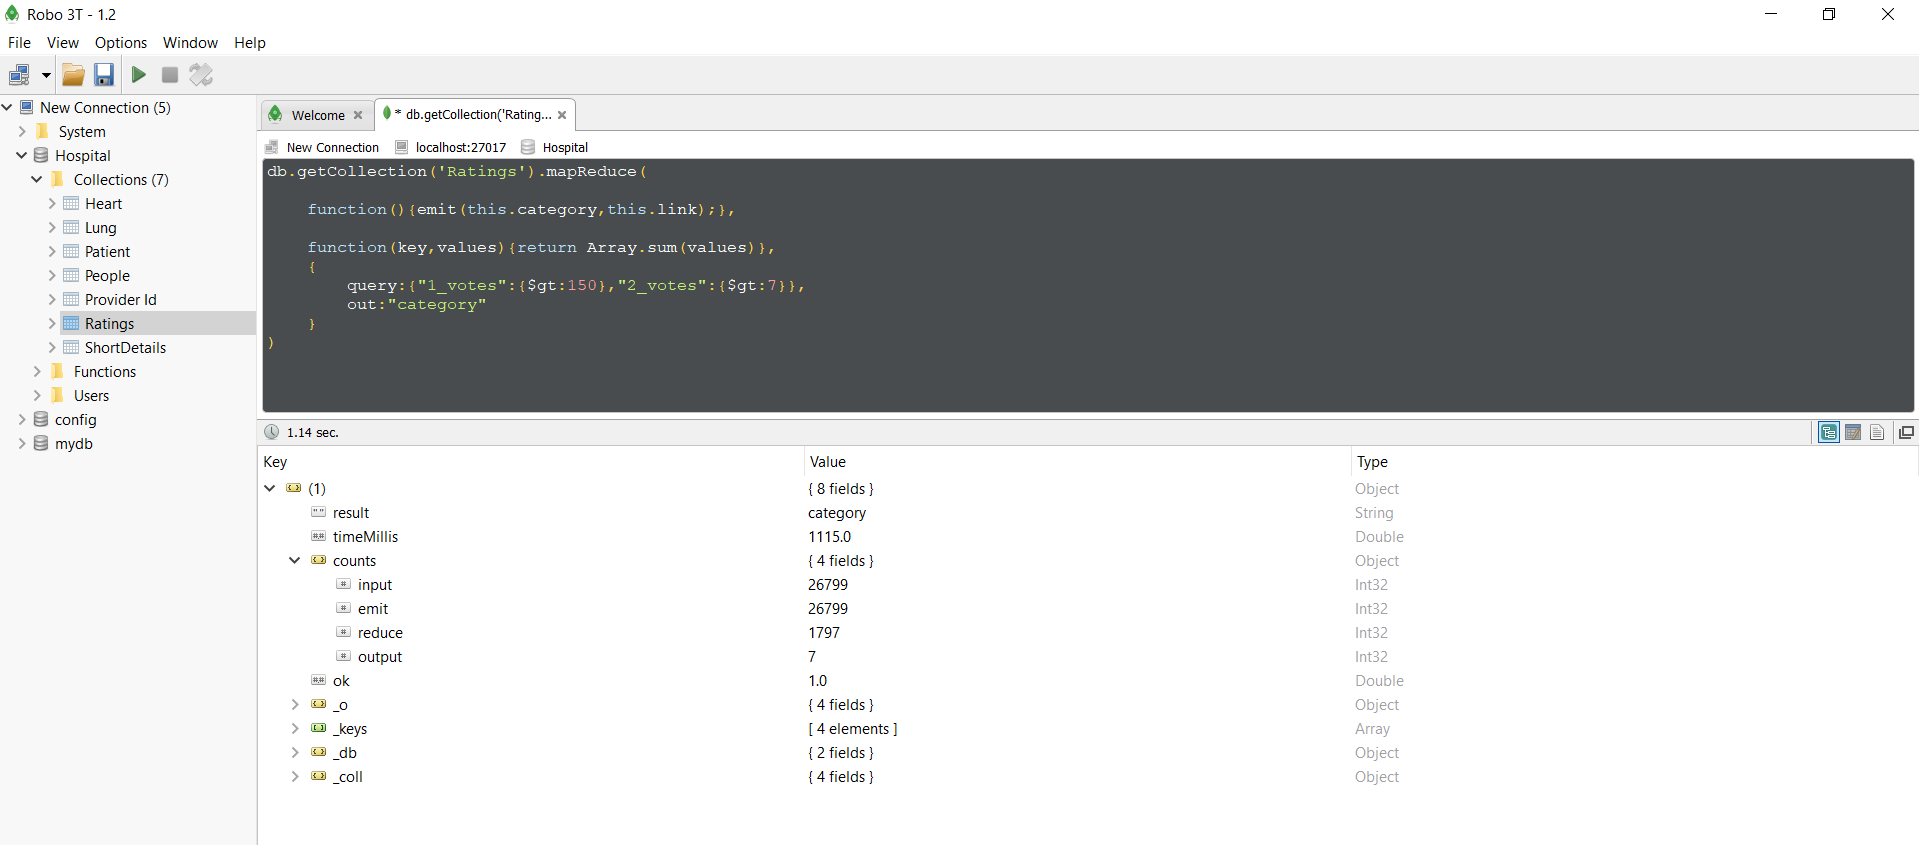 Robo 3T - 1.2
File View Options Window Help
New Connection (5)
System
Hospital
Collections (7)
Heart
Lung
Patient
People
Provider Id
Ratings
ShortDetails
Functions
Users
config
mydb
Welcome
* db.getCollection('Rating...
New Connection localhost:27017 Hospital
db.getCollection('Ratings').mapReduce(
function(){emit(this.category,this.link);},
function(key,values){return Array.sum(values)},
{
query:{"1_votes":{$gt:150},"2_votes":{$gt:7}},
out:"category"
}
)
1.14 sec.
Key Value Type
(1) { 8 fields } Object
result category String
timeMillis 1115.0 Double
counts { 4 fields } Object
input 26799 Int32
emit 26799 Int32
reduce 1797 Int32
output 7 Int32
ok 1.0 Double
_o { 4 fields } Object
_keys [ 4 elements ] Array
_db { 2 fields } Object
_coll { 4 fields } Object